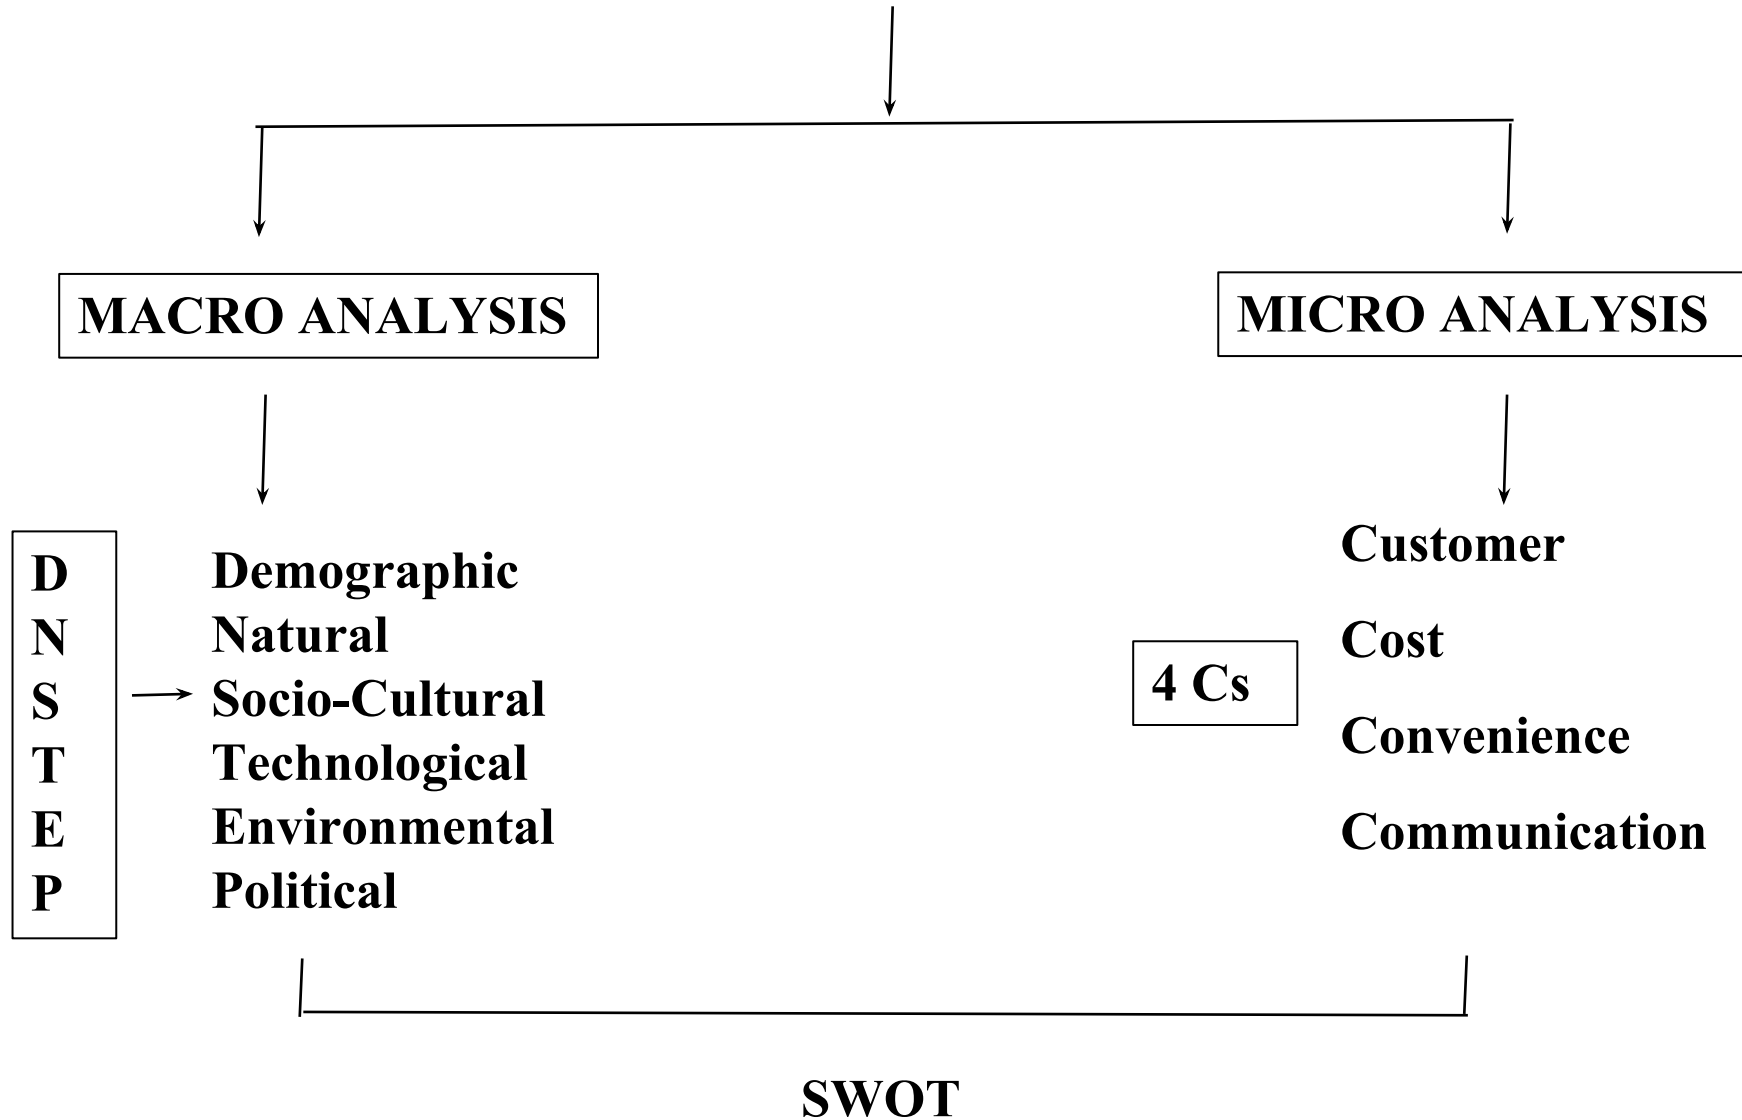 MACRO ANALYSIS
MICRO ANALYSIS
D
N
S
T
E
P
Demographic
Natural
Socio-Cultural
Technological
Environmental
Political
4 Cs
Customer
Cost
Convenience
Communication
SWOT